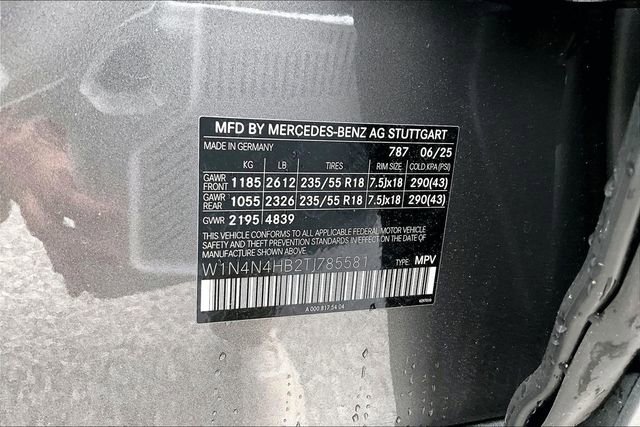 MFD BY MERCEDES-BENZ AG STUTTGART
MADE IN GERMANY 787 06/25
KG LB TIRES RIM SIZE COLD KPA (PSI)
GAWR FRONT 1185 2612 235/55 R18 7.5Jx18 290(43)
GAWR REAR 1055 2326 235/55 R18 7.5Jx18 290(43)
GVWR 2195 4839
THIS VEHICLE CONFORMS TO ALL APPLICABLE FEDERAL MOTOR VEHICLE
SAFETY AND THEFT PREVENTION STANDARDS IN EFFECT ON THE DATE OF
MANUFACTURE SHOWN ABOVE.
W1N4N4HB2TJ785581 TYPE: MPV
A 000 817 54 04